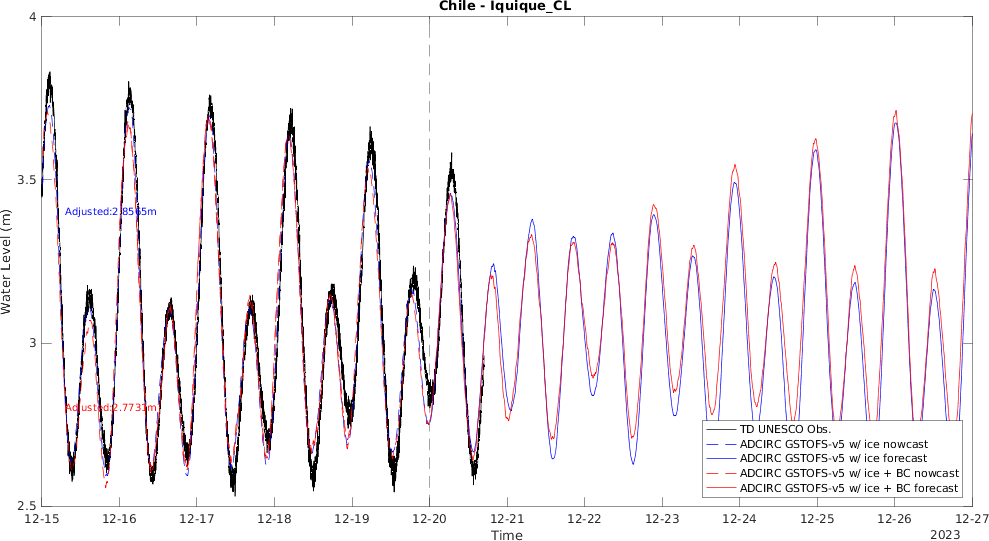 Chile - Iquique_CL
4
3.5
3
2.5
Water Level (m)
Adjusted:2.8565m
Adjusted:2.7731m
TD UNESCO Obs.
ADCIRC GSTOFS-v5 w/ ice nowcast
ADCIRC GSTOFS-v5 w/ ice forecast
ADCIRC GSTOFS-v5 w/ ice + BC nowcast
ADCIRC GSTOFS-v5 w/ ice + BC forecast
12-15 12-16 12-17 12-18 12-19 12-20 12-21 12-22 12-23 12-24 12-25 12-26 12-27
Time
2023